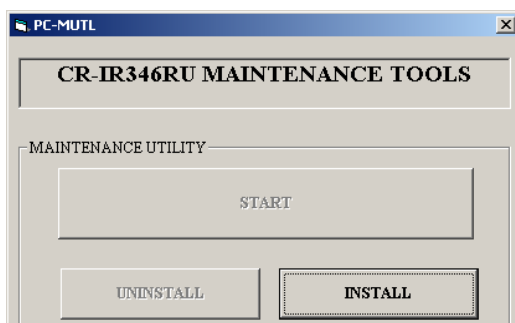 PC-MUTL
CR-IR346RU MAINTENANCE TOOLS
MAINTENANCE UTILITY
START
UNINSTALL INSTALL